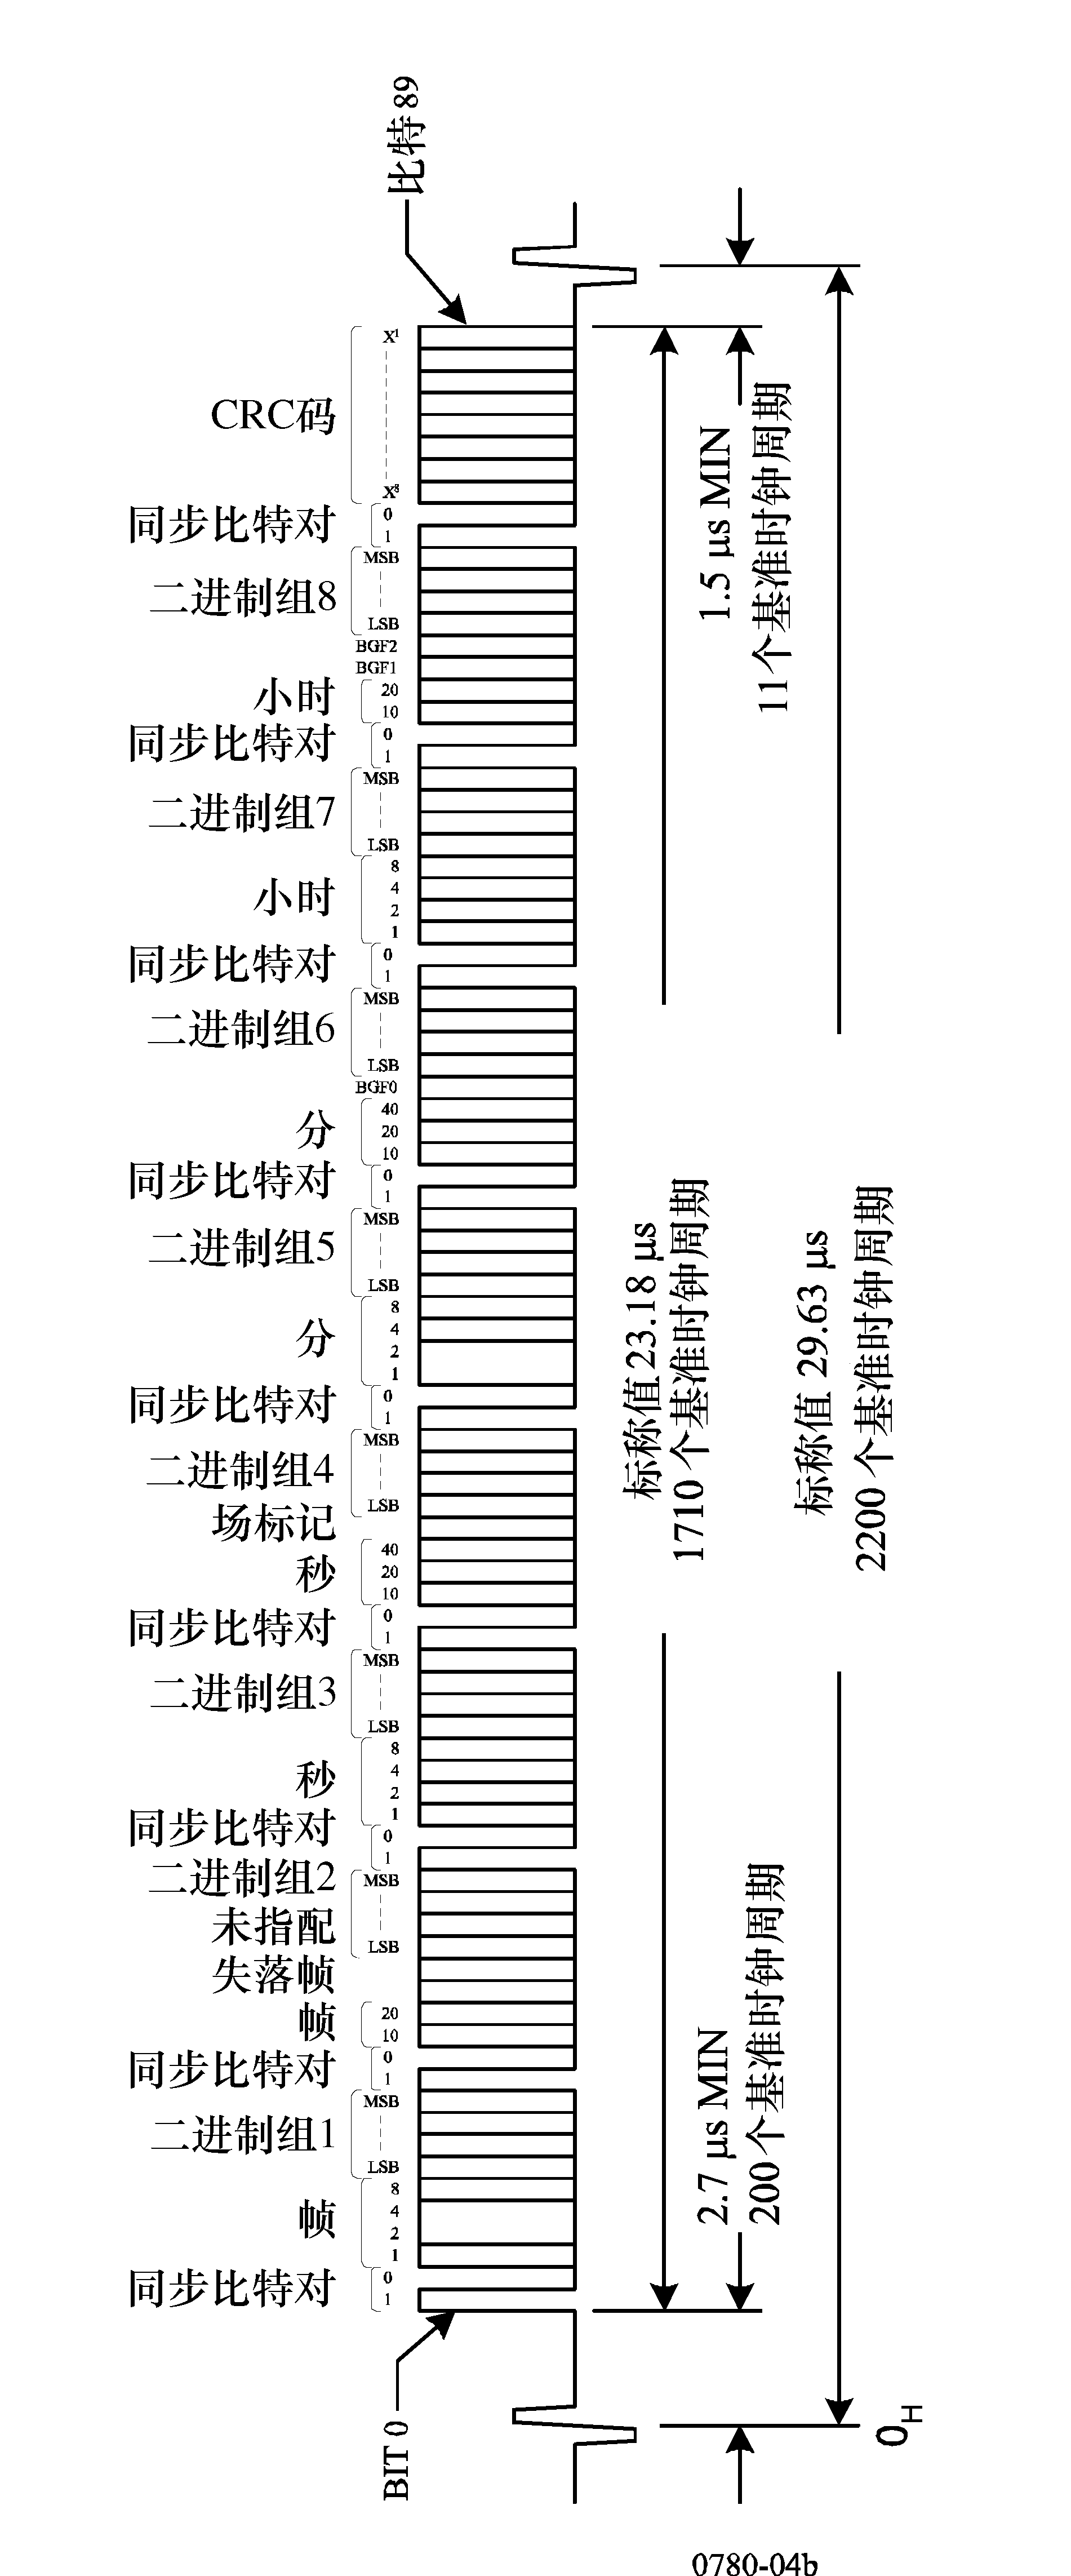 比特 89
X¹
CRC码
X⁸
同步比特对
0
1
MSB
二进制组8
LSB
BGF2
BGF1
小时
20
10
同步比特对
0
1
MSB
二进制组7
LSB
小时
8
4
2
1
同步比特对
0
1
MSB
二进制组6
LSB
BGF0
分
40
20
10
同步比特对
0
1
MSB
二进制组5
LSB
分
8
4
2
1
同步比特对
0
1
MSB
二进制组4
LSB
场标记
秒
40
20
10
同步比特对
0
1
MSB
二进制组3
LSB
秒
8
4
2
1
同步比特对
0
1
二进制组2
MSB
未指配
LSB
失落帧
帧
20
10
同步比特对
0
1
MSB
二进制组1
LSB
帧
8
4
2
1
同步比特对
0
1
BIT 0
1.5 µs MIN
11个基准时钟周期
标称值23.18 µs
1710 个基准时钟周期
标称值 29.63 µs
2200 个基准时钟周期
2.7 µs MIN
200个基准时钟周期
0H
0780-04b